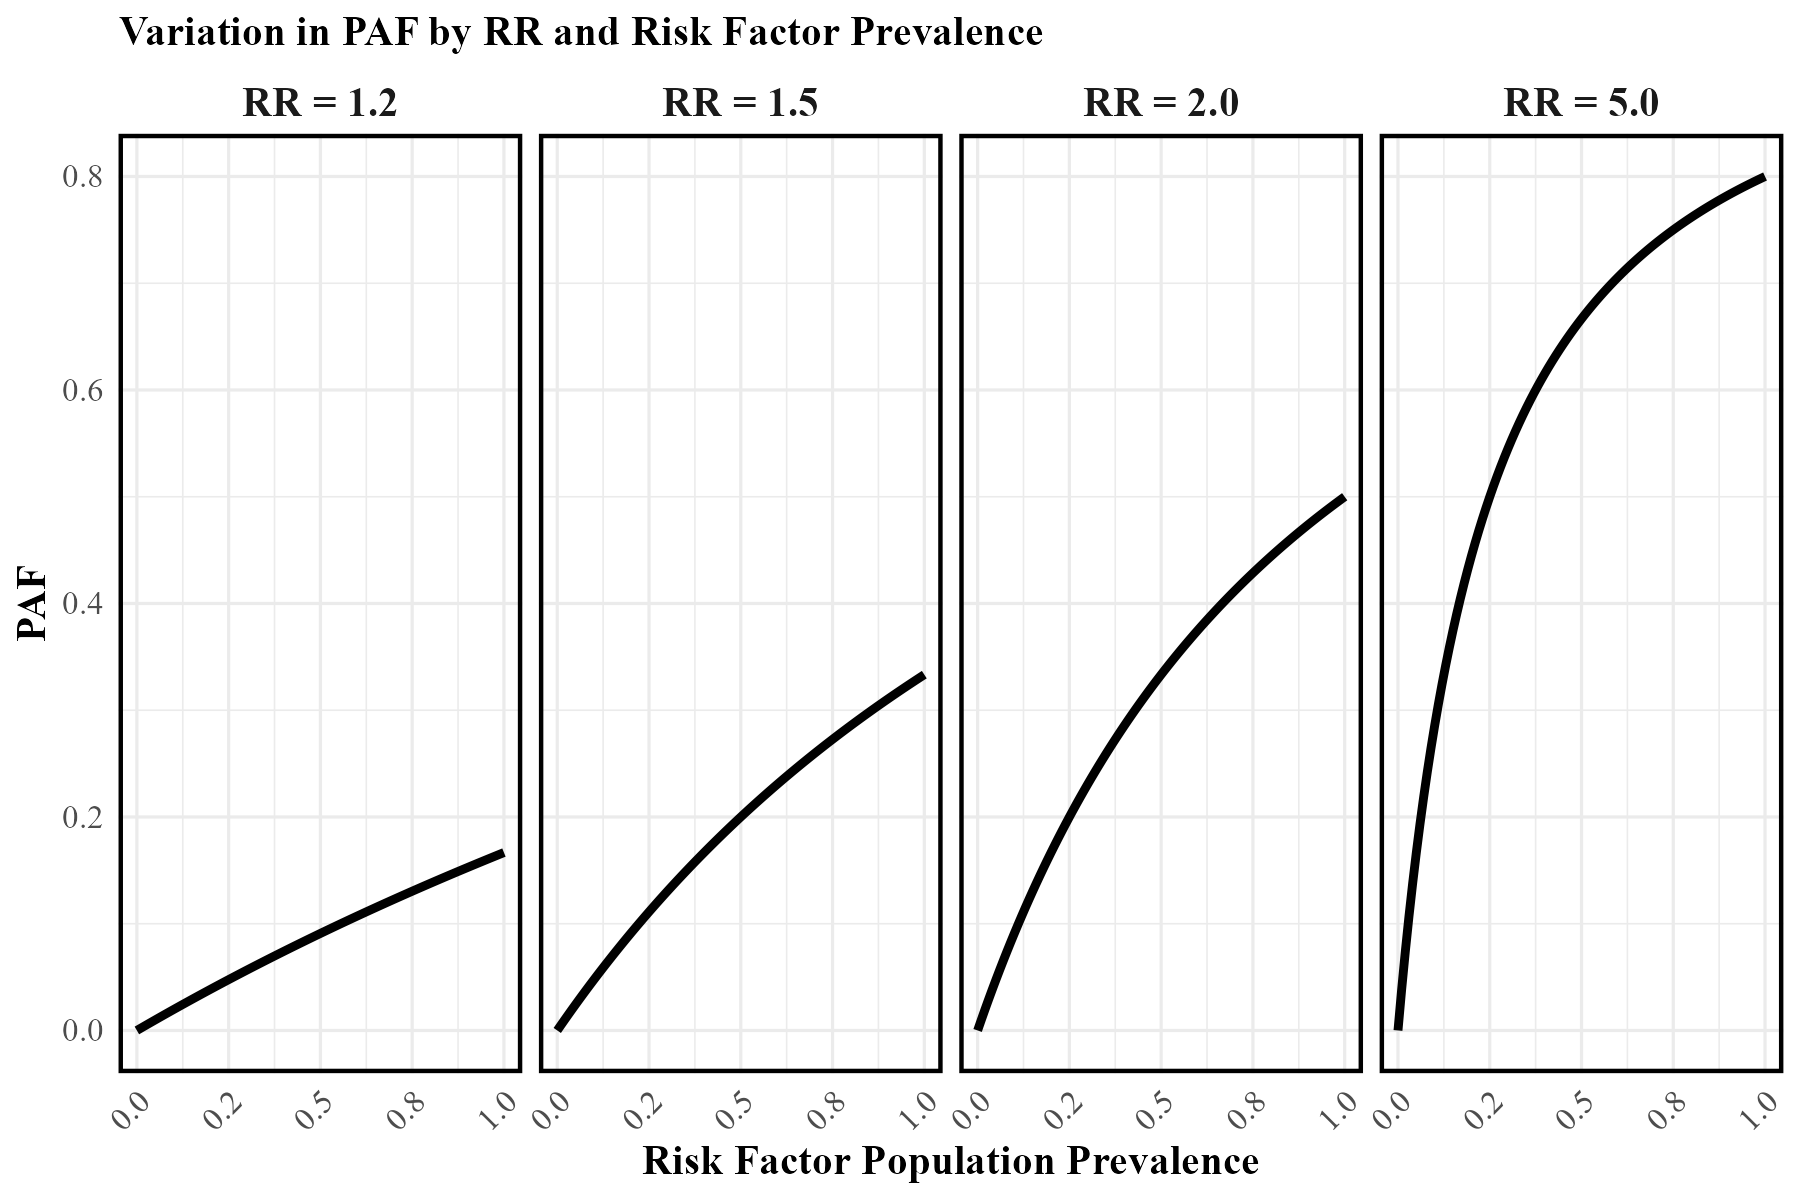 Variation in PAF by RR and Risk Factor Prevalence
RR = 1.2 RR = 1.5 RR = 2.0 RR = 5.0
0.8
0.6
0.4
0.2
0.0
PAF
0.0 0.2 0.5 0.8 1.0 0.0 0.2 0.5 0.8 1.0 0.0 0.2 0.5 0.8 1.0 0.0 0.2 0.5 0.8 1.0
Risk Factor Population Prevalence